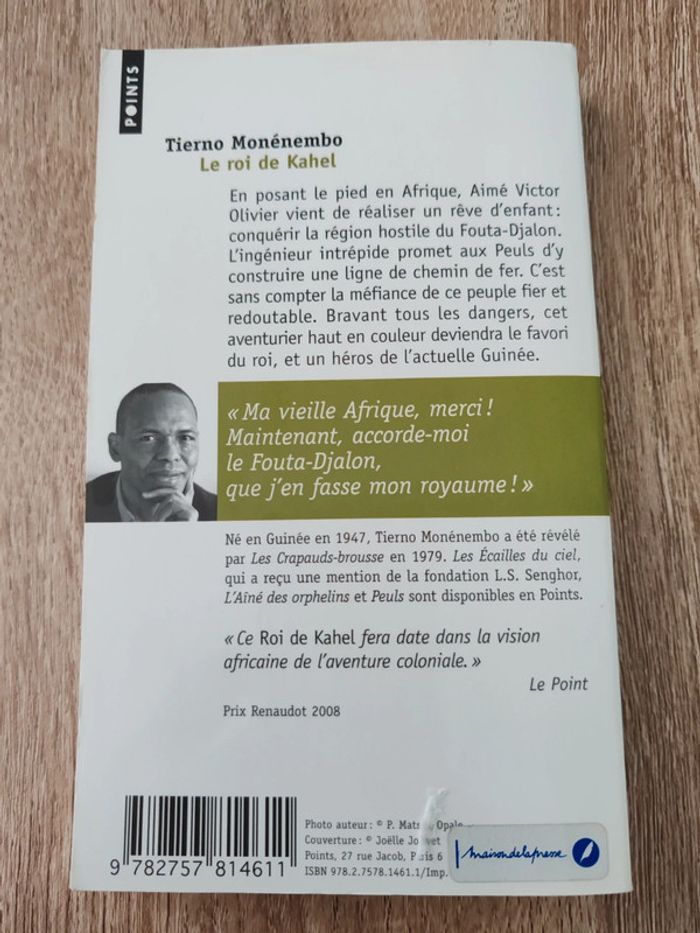 POINTS
Tierno Monénembo
Le roi de Kahel
En posant le pied en Afrique, Aimé Victor
Olivier vient de réaliser un rêve d’enfant :
conquérir la région hostile du Fouta-Djalon.
L’ingénieur intrépide promet aux Peuls d’y
construire une ligne de chemin de fer. C’est
sans compter la méfiance de ce peuple fier et
redoutable. Bravant tous les dangers, cet
aventurier haut en couleur deviendra le favori
du roi, et un héros de l’actuelle Guinée.
« Ma vieille Afrique, merci !
Maintenant, accorde-moi
le Fouta-Djalon,
que j’en fasse mon royaume ! »
Né en Guinée en 1947, Tierno Monénembo a été révélé
par Les Crapauds-brousse en 1979. Les Écailles du ciel,
qui a reçu une mention de la fondation L.S. Senghor,
L’Aîné des orphelins et Peuls sont disponibles en Points.
« Ce Roi de Kahel fera date dans la vision
africaine de l’aventure coloniale. »
Le Point
Prix Renaudot 2008
9 782757 814611
Photo auteur : © P. Mats Opale
Couverture : © Joëlle
Points, 27 rue Jacob, 6
ISBN 978.2.7578.1461.1/Imp.
maisondelapresse